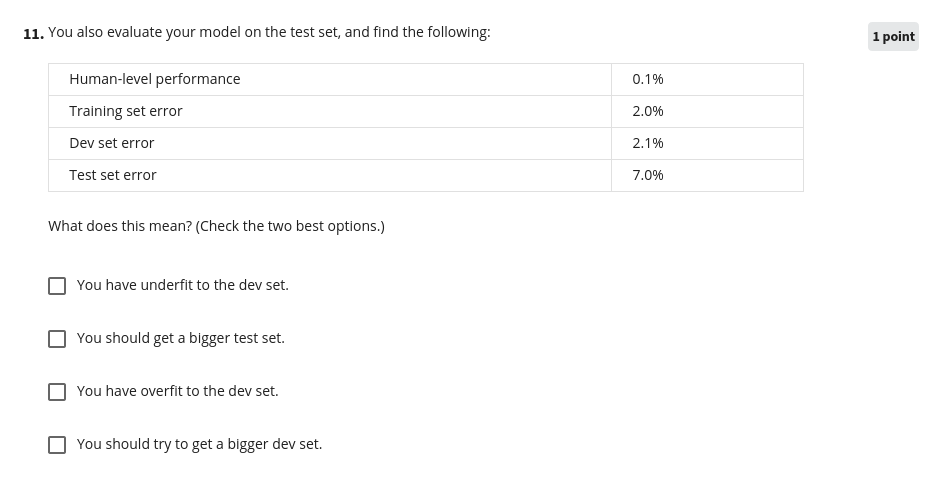 11. You also evaluate your model on the test set, and find the following:
1 point
Human-level performance 0.1%
Training set error 2.0%
Dev set error 2.1%
Test set error 7.0%
What does this mean? (Check the two best options.)
You have underfit to the dev set.
You should get a bigger test set.
You have overfit to the dev set.
You should try to get a bigger dev set.